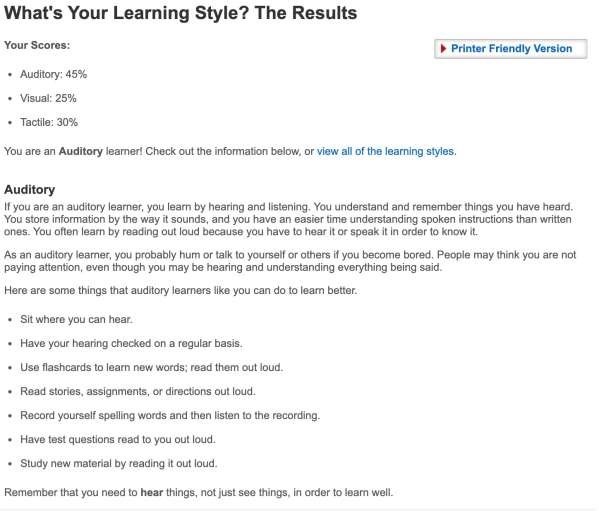 What's Your Learning Style? The Results
Your Scores:
Printer Friendly Version
• Auditory: 45%
• Visual: 25%
• Tactile: 30%
You are an Auditory learner! Check out the information below, or view all of the learning styles.
Auditory
If you are an auditory learner, you learn by hearing and listening. You understand and remember things you have heard.
You store information by the way it sounds, and you have an easier time understanding spoken instructions than written
ones. You often learn by reading out loud because you have to hear it or speak it in order to know it.
As an auditory learner, you probably hum or talk to yourself or others if you become bored. People may think you are not
paying attention, even though you may be hearing and understanding everything being said.
Here are some things that auditory learners like you can do to learn better.
• Sit where you can hear.
• Have your hearing checked on a regular basis.
• Use flashcards to learn new words; read them out loud.
• Read stories, assignments, or directions out loud.
• Record yourself spelling words and then listen to the recording.
• Have test questions read to you out loud.
• Study new material by reading it out loud.
Remember that you need to hear things, not just see things, in order to learn well.